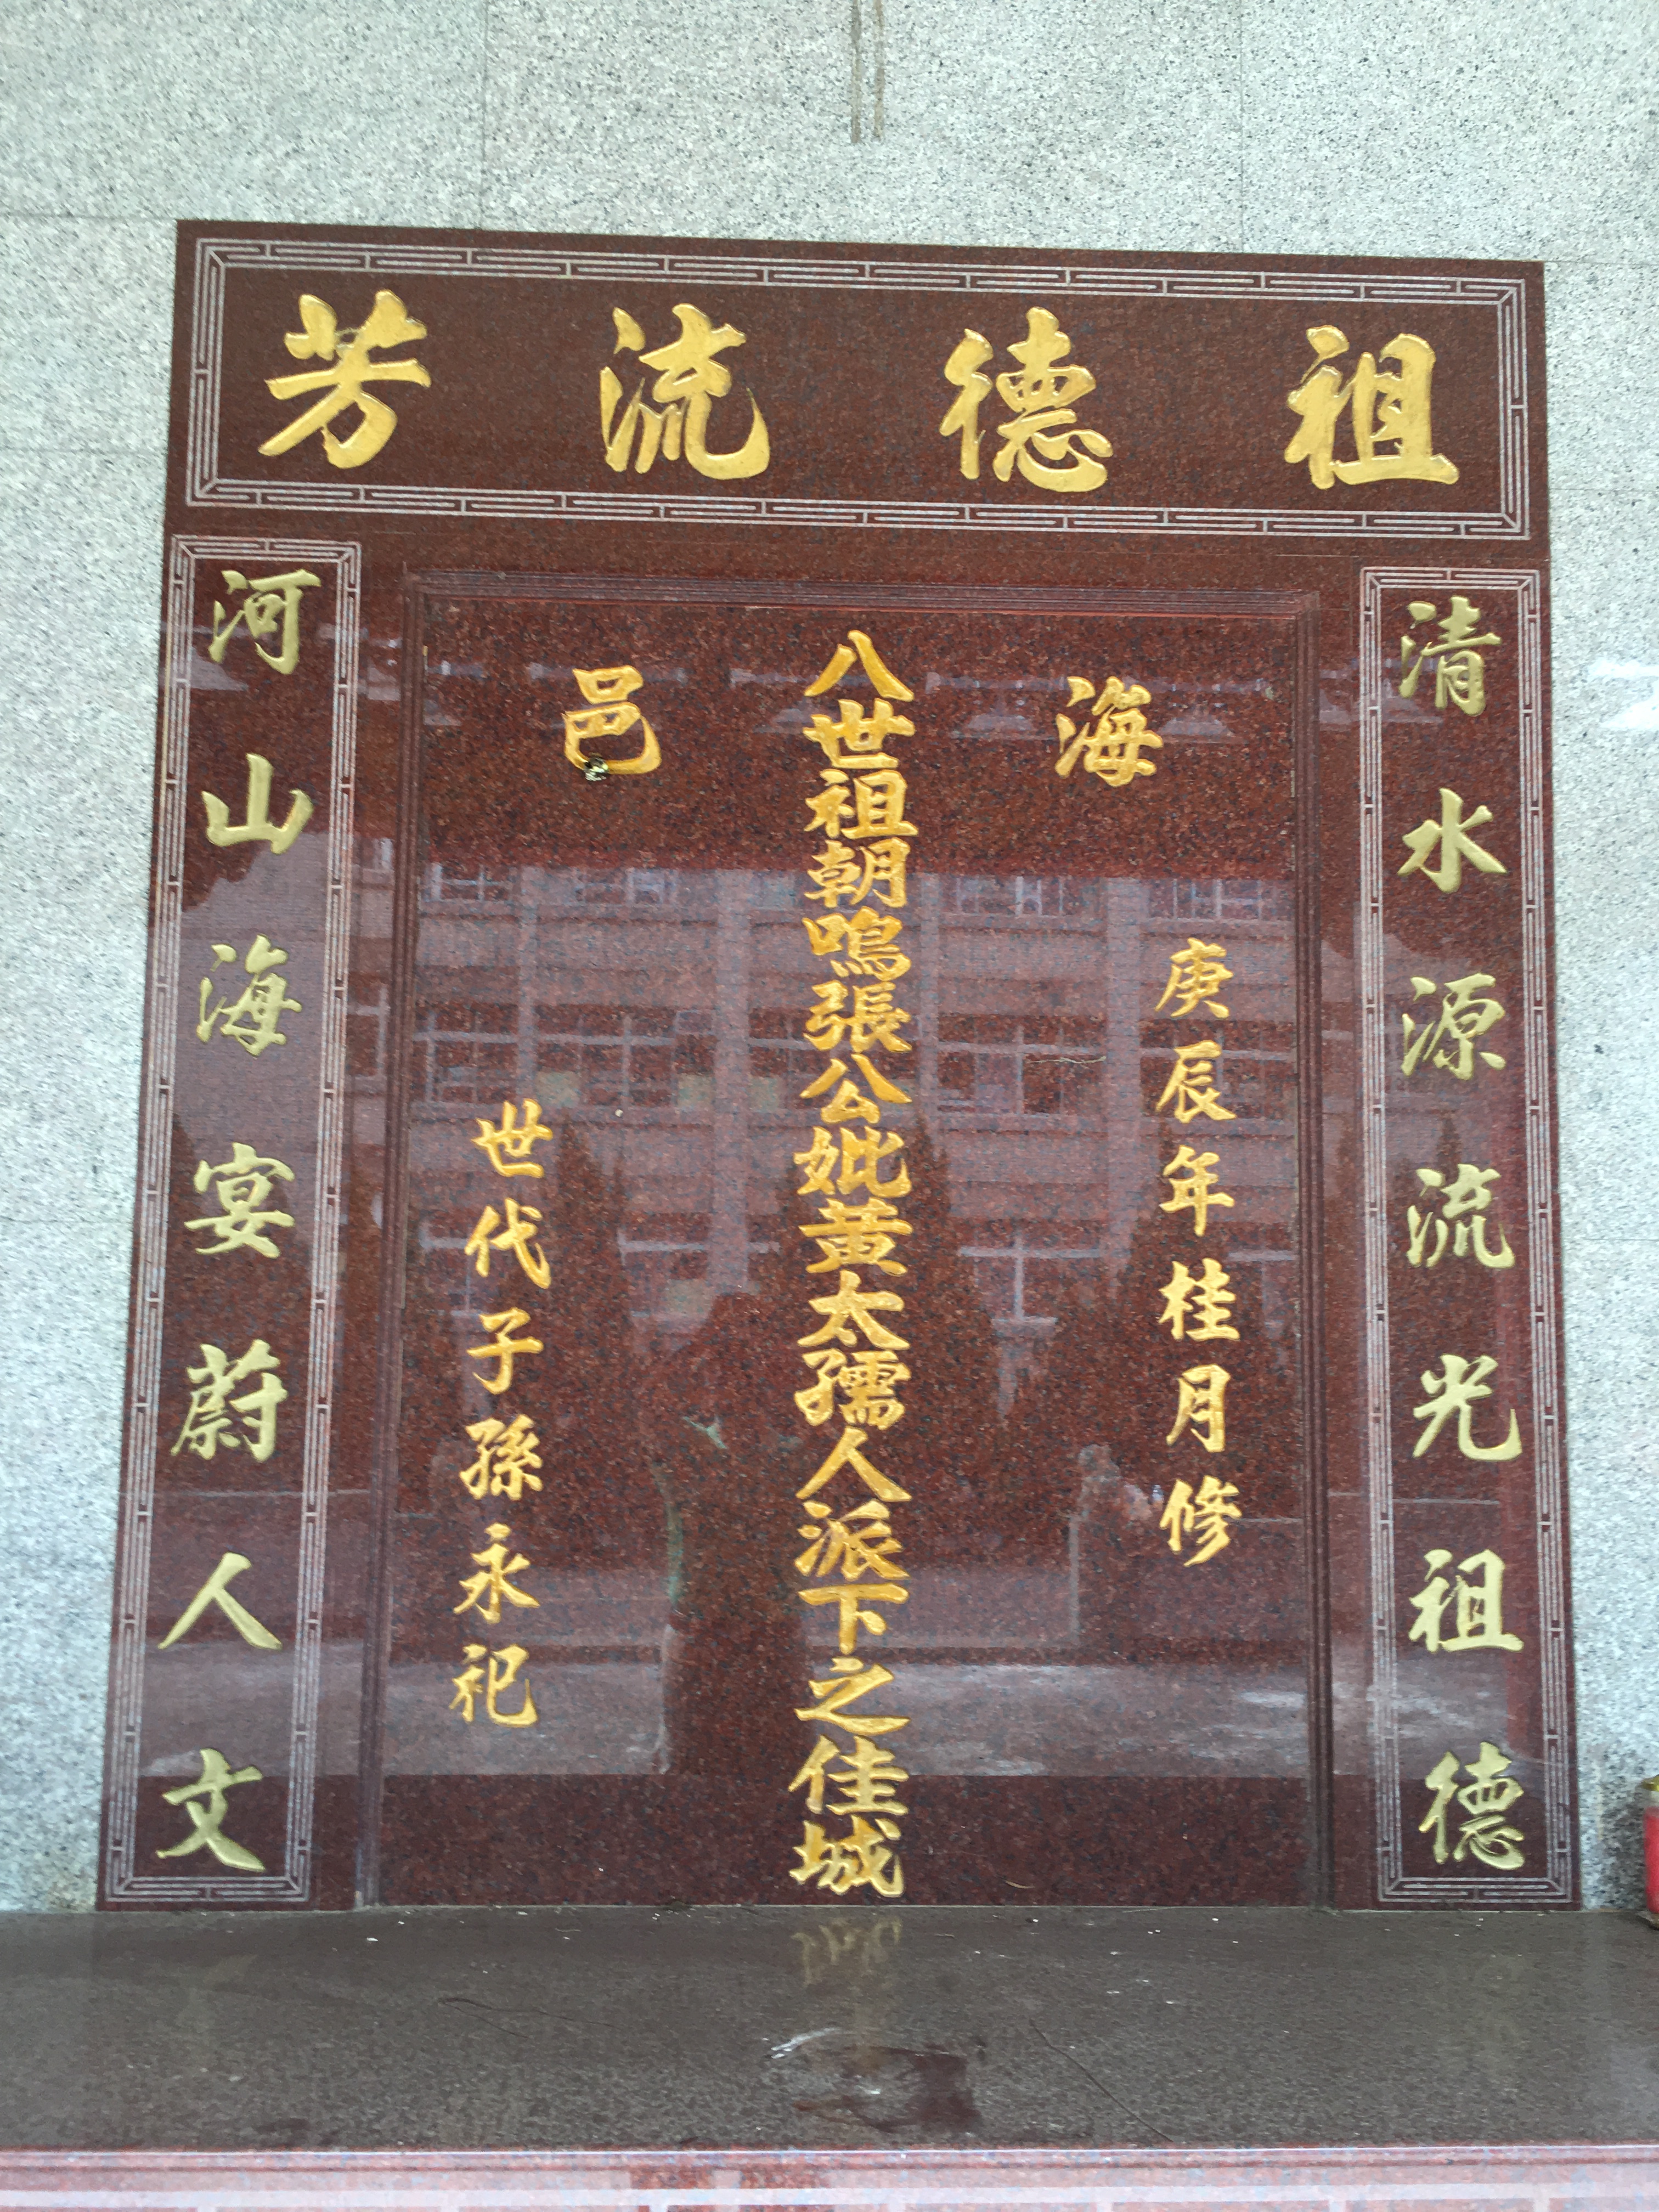 祖德流芳
清水源流光祖德
海邑
庚辰年桂月修
八世祖朝鳴張公妣黄太孺人派下之佳城
世代子孫永祀
河山海宴蔚人文